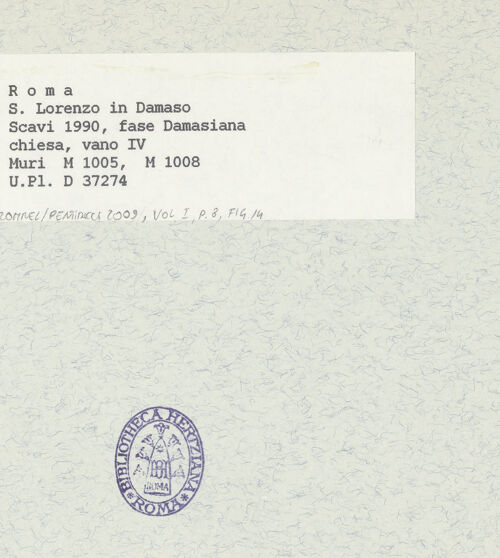 R o m a
S. Lorenzo in Damaso
Scavi 1990, fase Damasiana
chiesa, vano IV
Muri M 1005, M 1008
U.Pl. D 37274
2009, VOL I, P. 8, FIG 14
BIBLIOTHECA HERTZIANA
ROMA
*ROMA*